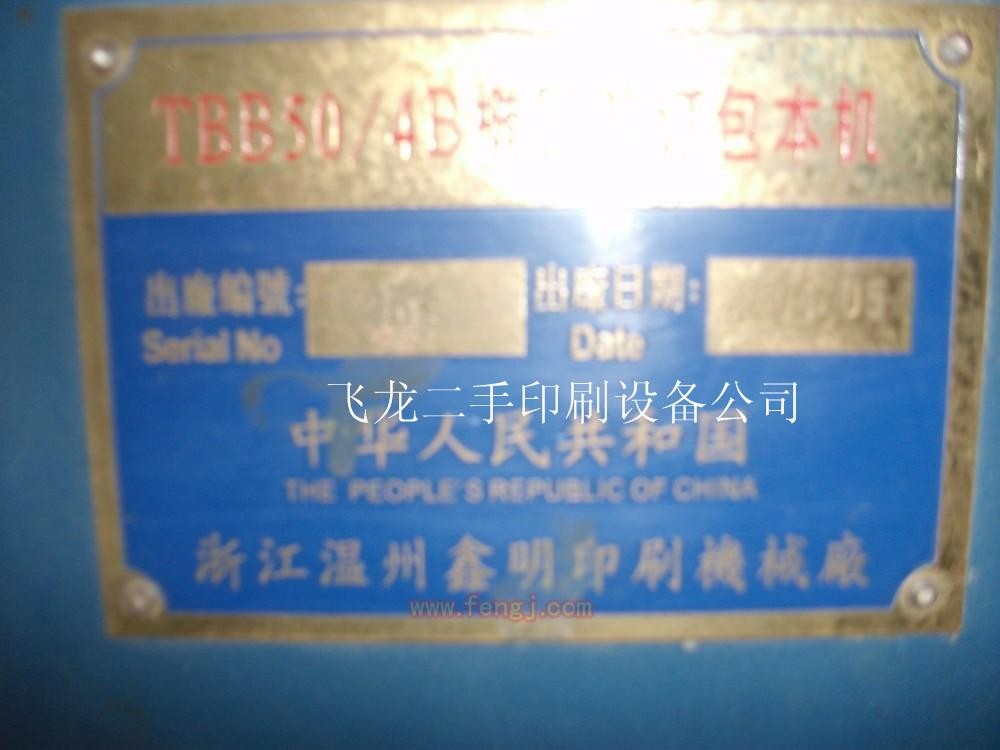 TBB50/4B 包本机
出廠編號:
出廠日期:
Serial No
Date
飞龙二手印刷设备公司
中华人民共和国
THE PEOPLE'S REPUBLIC OF CHINA
浙江温州鑫明印刷機械廠
www.fengj.com